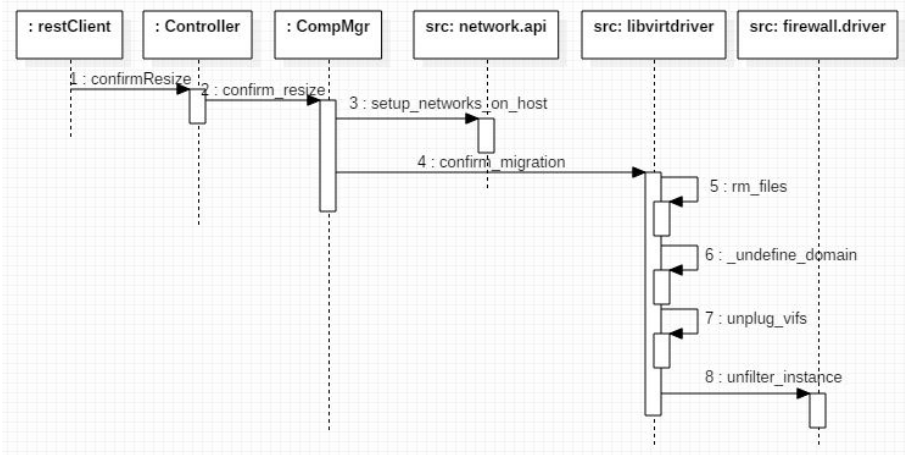 : restClient
: Controller
: CompMgr
src: network.api
src: libvirtdriver
src: firewall.driver
1 : confirmResize
2 : confirm_resize
3 : setup_networks_on_host
4 : confirm_migration
5 : rm_files
6 : _undefine_domain
7 : unplug_vifs
8 : unfilter_instance